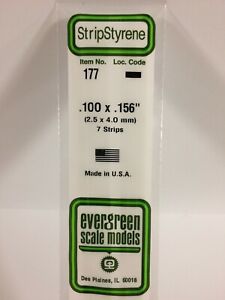 StripStyrene
Item No. Loc. Code
177
.100 x .156"
(2.5 x 4.0 mm)
7 Strips
Made in U.S.A.
evergreen
scale models
Des Plaines, IL 60018